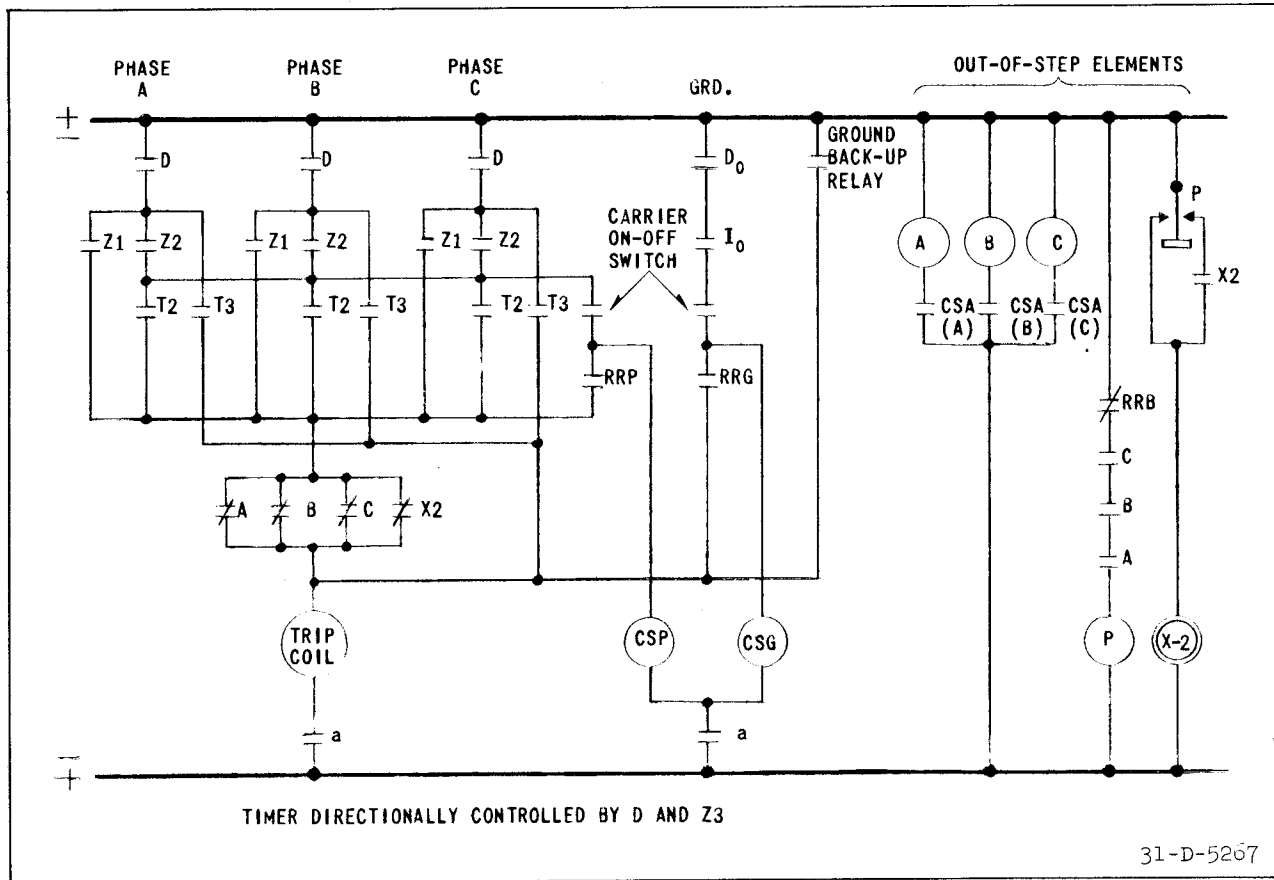 PHASE A
PHASE B
PHASE C
GRD.
OUT-OF-STEP ELEMENTS
+
−
D
D
D
D₀
GROUND
BACK-UP
RELAY
P
Z1
Z2
Z1
Z2
Z1
Z2
CARRIER
ON-OFF
SWITCH
I₀
A
B
C
X2
T2
T3
T2
T3
T2
T3
CSA
(A)
CSA
(B)
CSA
(C)
RRP
RRG
RRB
C
B
A
A
B
C
X2
TRIP
COIL
CSP
CSG
P
X-2
a
a
−
+
TIMER DIRECTIONALLY CONTROLLED BY D AND Z3
31-D-5267